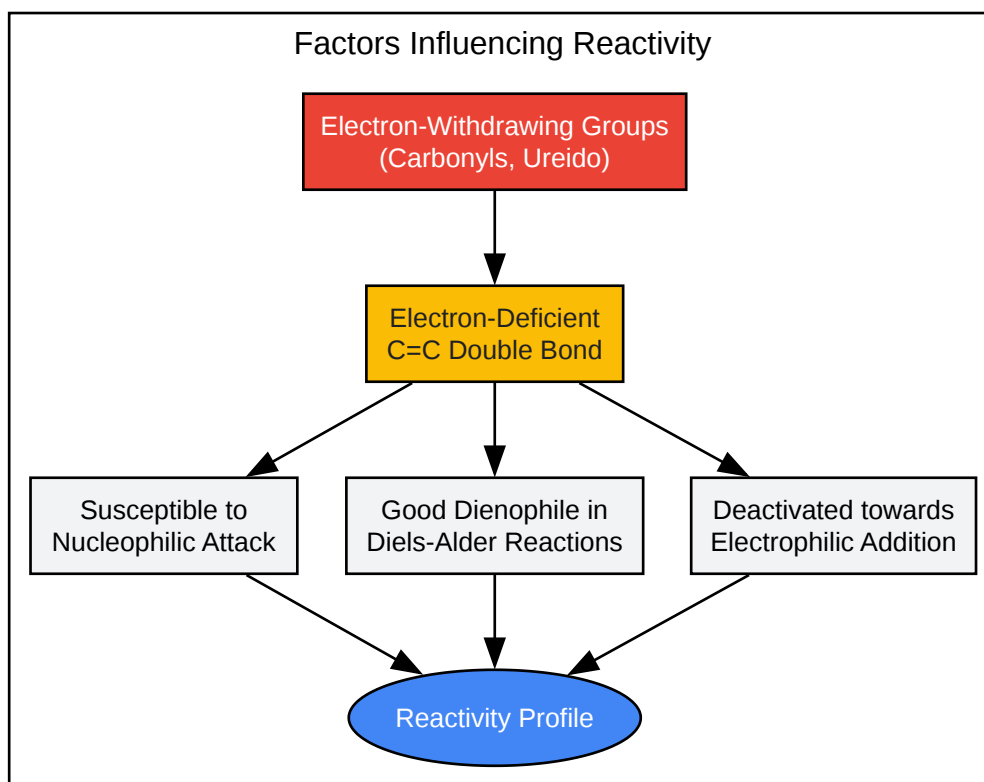 Factors Influencing Reactivity
Electron-Withdrawing Groups
(Carbonyls, Ureido)
Electron-Deficient
C=C Double Bond
Susceptible to
Nucleophilic Attack
Good Dienophile in
Diels-Alder Reactions
Deactivated towards
Electrophilic Addition
Reactivity Profile